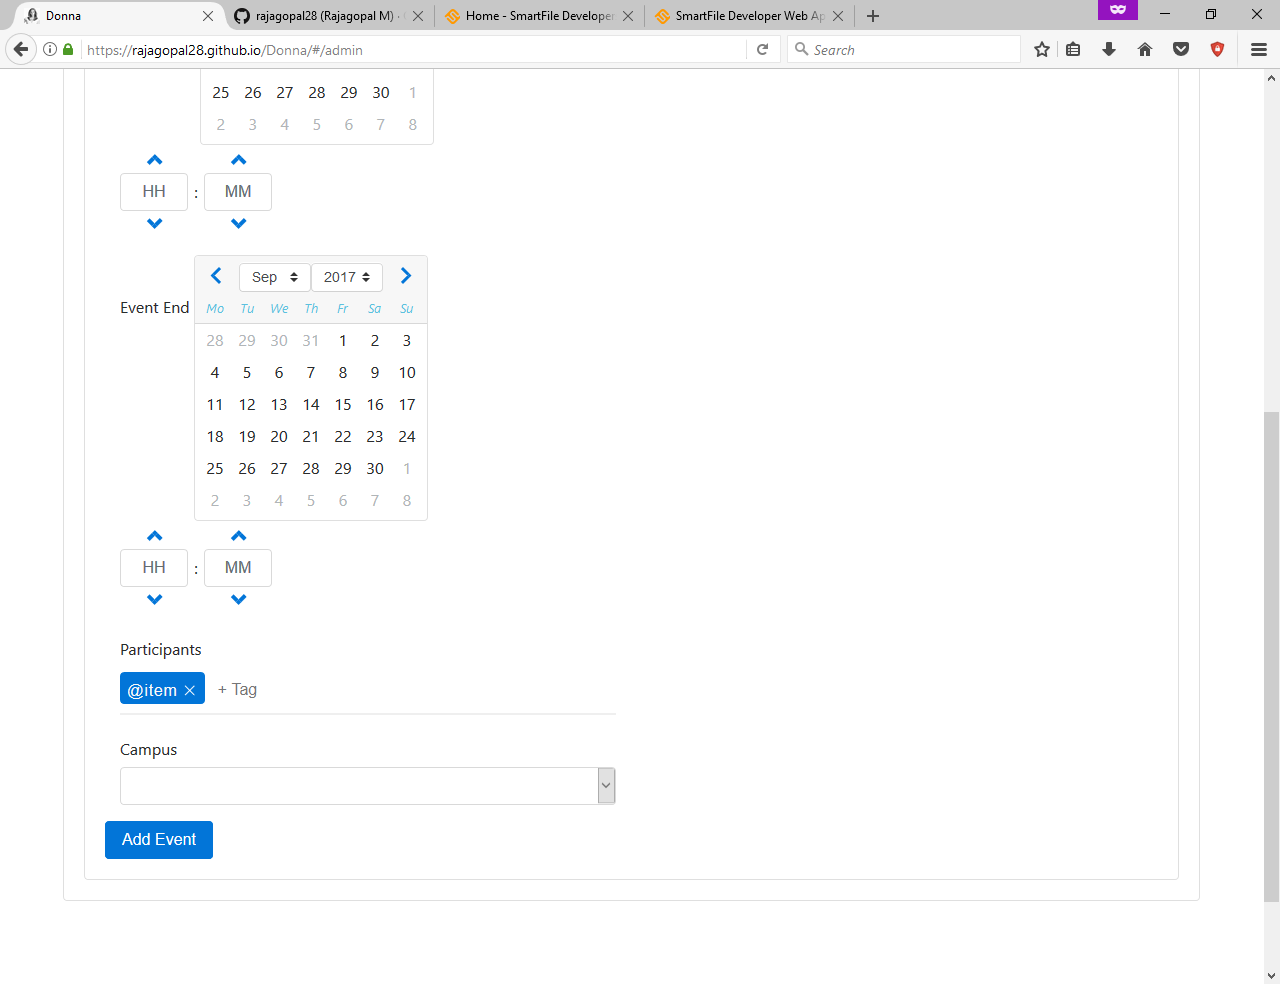 Donna
rajagopal28 (Rajagopal M) ·
Home - SmartFile Developer
SmartFile Developer Web Ap
https://rajagopal28.github.io/Donna/#/admin
Search
25 26 27 28 29 30 1
2 3 4 5 6 7 8
HH : MM
Sep 2017
Event End
Mo Tu We Th Fr Sa Su
28 29 30 31 1 2 3
4 5 6 7 8 9 10
11 12 13 14 15 16 17
18 19 20 21 22 23 24
25 26 27 28 29 30 1
2 3 4 5 6 7 8
HH : MM
Participants
@item × + Tag
Campus
Add Event